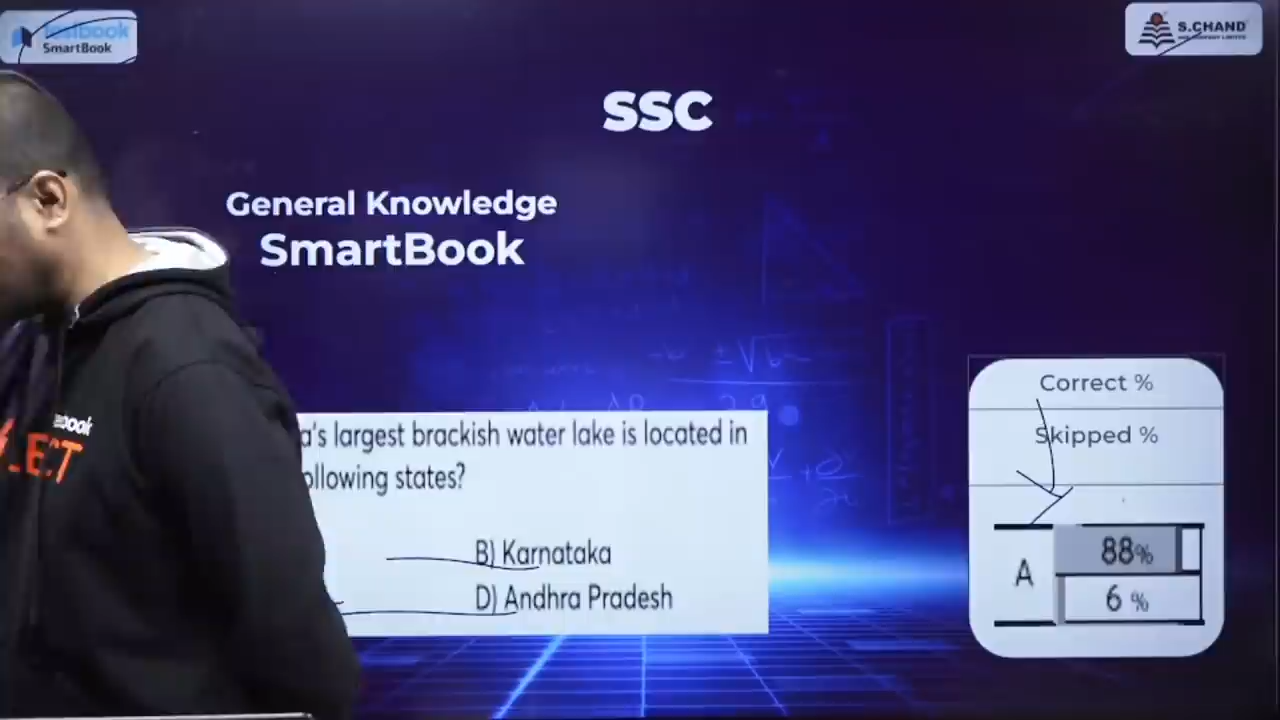 SmartBook
S.CHAND
SSC
General Knowledge
SmartBook
a's largest brackish water lake is located in
ollowing states?
B) Karnataka
D) Andhra Pradesh
Correct %
Skipped %
A
88%
6 %